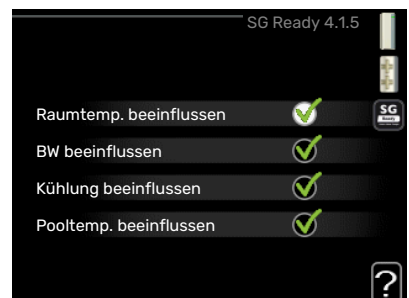 SG Ready 4.1.5
SG
Ready
Raumtemp. beeinflussen
BW beeinflussen
Kühlung beeinflussen
Pooltemp. beeinflussen
?